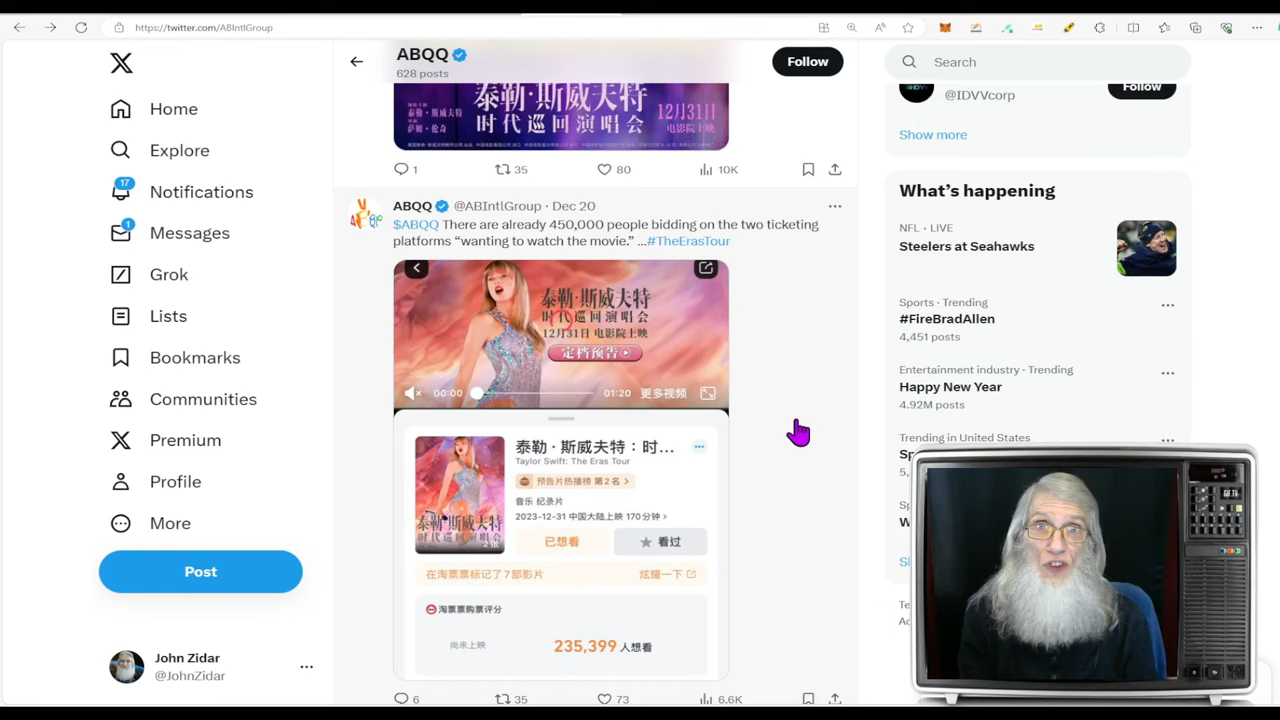 https://twitter.com/ABIntlGroup
ABQQ
628 posts
Follow
Search
Home
Explore
17
Notifications
1
Messages
Grok
Lists
Bookmarks
Communities
Premium
Profile
More
Post
John Zidar
@JohnZidar
泰勒·斯威夫特
时代巡回演唱会
12月31日
电影院上映
1
35
80
10K
ABQQ @ABIntlGroup · Dec 20
$ABQQ There are already 450,000 people bidding on the two ticketing
platforms “wanting to watch the movie.” ...#TheErasTour
泰勒·斯威夫特
时代巡回演唱会
12月31日 电影院上映
定档预告
00:00
01:20
更多视频
泰勒·斯威夫特：时...
Taylor Swift: The Eras Tour
预告片热播榜 第2名 >
音乐 纪录片
2023-12-31 中国大陆上映 170分钟 >
已想看
看过
在淘票票标记了7部影片
炫耀一下
淘票票购票评分
尚未上映
235,399 人想看
6
35
73
6.6K
@IDVVcorp
Follow
Show more
What’s happening
NFL · LIVE
Steelers at Seahawks
Sports · Trending
#FireBradAllen
4,451 posts
Entertainment industry · Trending
Happy New Year
4.92M posts
Trending in United States